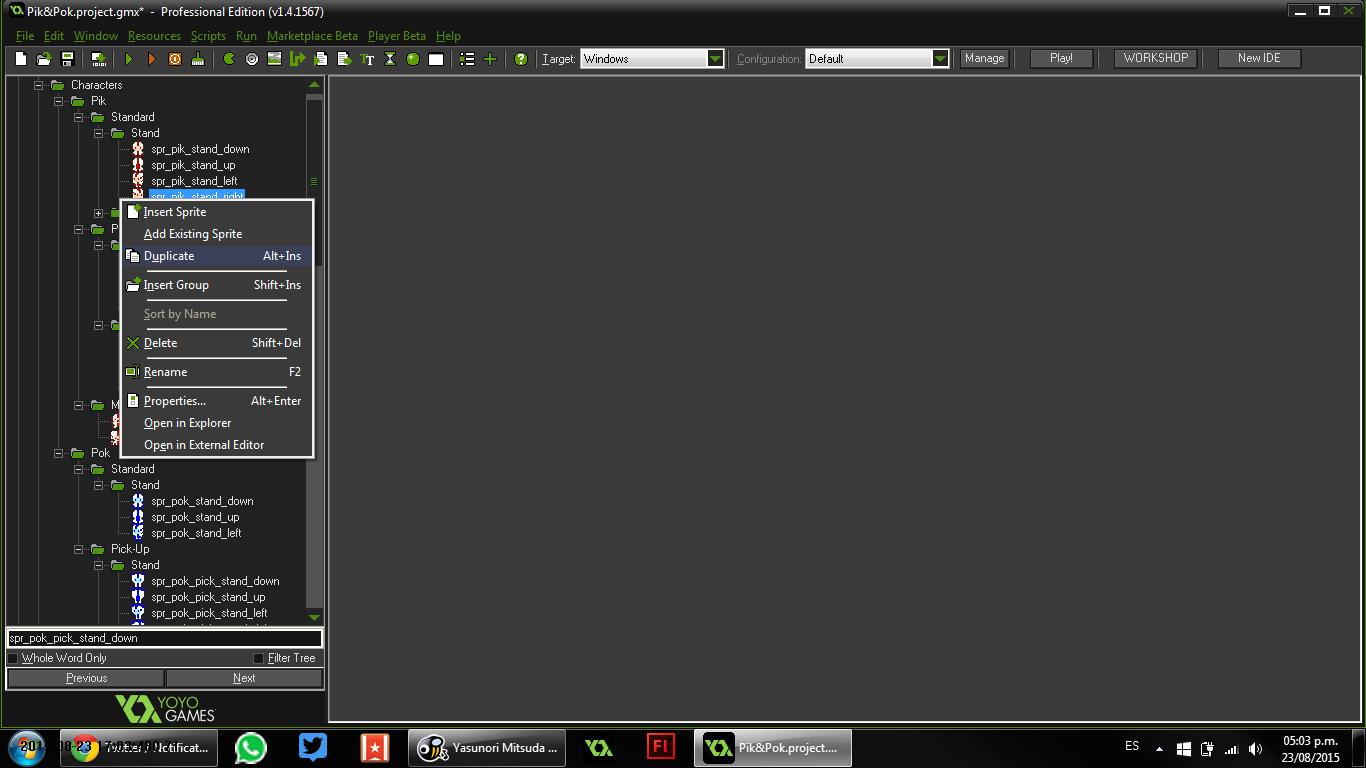 Pik&Pok.project.gmx* - Professional Edition (v1.4.1567)
File Edit Window Resources Scripts Run Marketplace Beta Player Beta Help
Target: Windows Configuration: Default Manage Play! WORKSHOP New IDE
Characters
Pik
Standard
Stand
spr_pik_stand_down
spr_pik_stand_up
spr_pik_stand_left
spr_pik_stand_right
Insert Sprite
Add Existing Sprite
Duplicate Alt+Ins
Insert Group Shift+Ins
Sort by Name
Delete Shift+Del
Rename F2
Properties... Alt+Enter
Open in Explorer
Open in External Editor
P
M
Pok
Standard
Stand
spr_pok_stand_down
spr_pok_stand_up
spr_pok_stand_left
Pick-Up
Stand
spr_pok_pick_stand_down
spr_pok_pick_stand_up
spr_pok_pick_stand_left
spr_pok_pick_stand_down
Whole Word Only Filter Tree
Previous Next
YOYO
GAMES
Yasunori Mitsuda ...
Fl
Pik&Pok.project....
ES
05:03 p.m.
23/08/2015